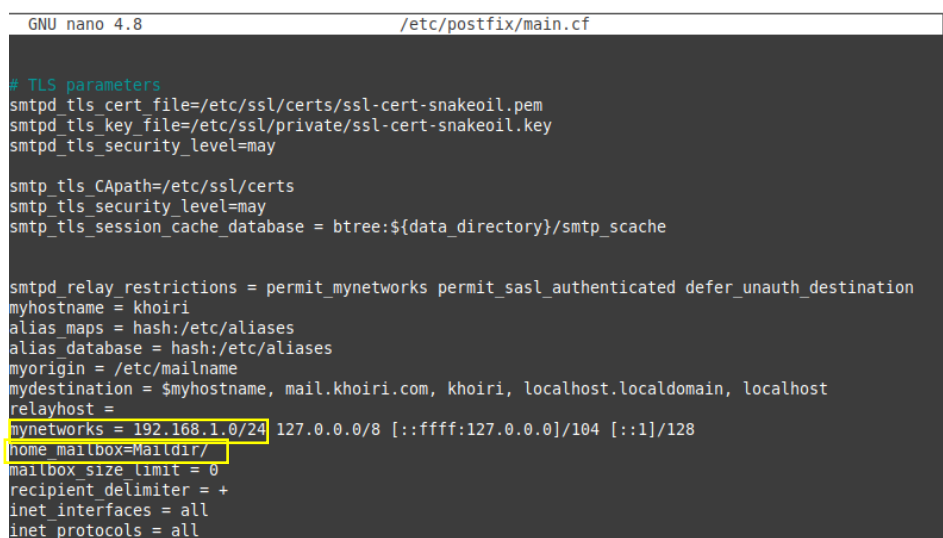 GNU nano 4.8 /etc/postfix/main.cf
# TLS parameters
smtpd_tls_cert_file=/etc/ssl/certs/ssl-cert-snakeoil.pem
smtpd_tls_key_file=/etc/ssl/private/ssl-cert-snakeoil.key
smtpd_tls_security_level=may
smtp_tls_CApath=/etc/ssl/certs
smtp_tls_security_level=may
smtp_tls_session_cache_database = btree:${data_directory}/smtp_scache
smtpd_relay_restrictions = permit_mynetworks permit_sasl_authenticated defer_unauth_destination
myhostname = khoiri
alias_maps = hash:/etc/aliases
alias_database = hash:/etc/aliases
myorigin = /etc/mailname
mydestination = $myhostname, mail.khoiri.com, khoiri, localhost.localdomain, localhost
relayhost =
mynetworks = 192.168.1.0/24 127.0.0.0/8 [::ffff:127.0.0.0]/104 [::1]/128
home_mailbox=Maildir/
mailbox_size_limit = 0
recipient_delimiter = +
inet_interfaces = all
inet_protocols = all